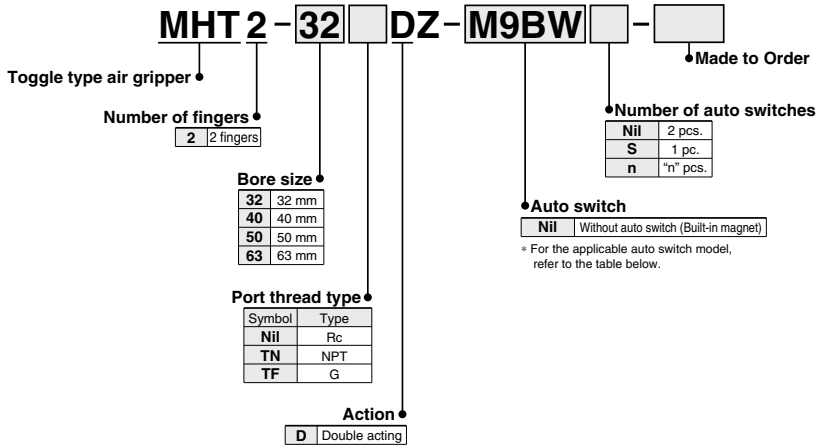 MHT 2 - 32 DZ - M9BW -
Made to Order
Toggle type air gripper
Number of fingers
2 2 fingers
Number of auto switches
Nil 2 pcs.
S 1 pc.
n "n" pcs.
Bore size
32 32 mm
40 40 mm
50 50 mm
63 63 mm
Auto switch
Nil Without auto switch (Built-in magnet)
* For the applicable auto switch model,
refer to the table below.
Port thread type
Symbol Type
Nil Rc
TN NPT
TF G
Action
D Double acting